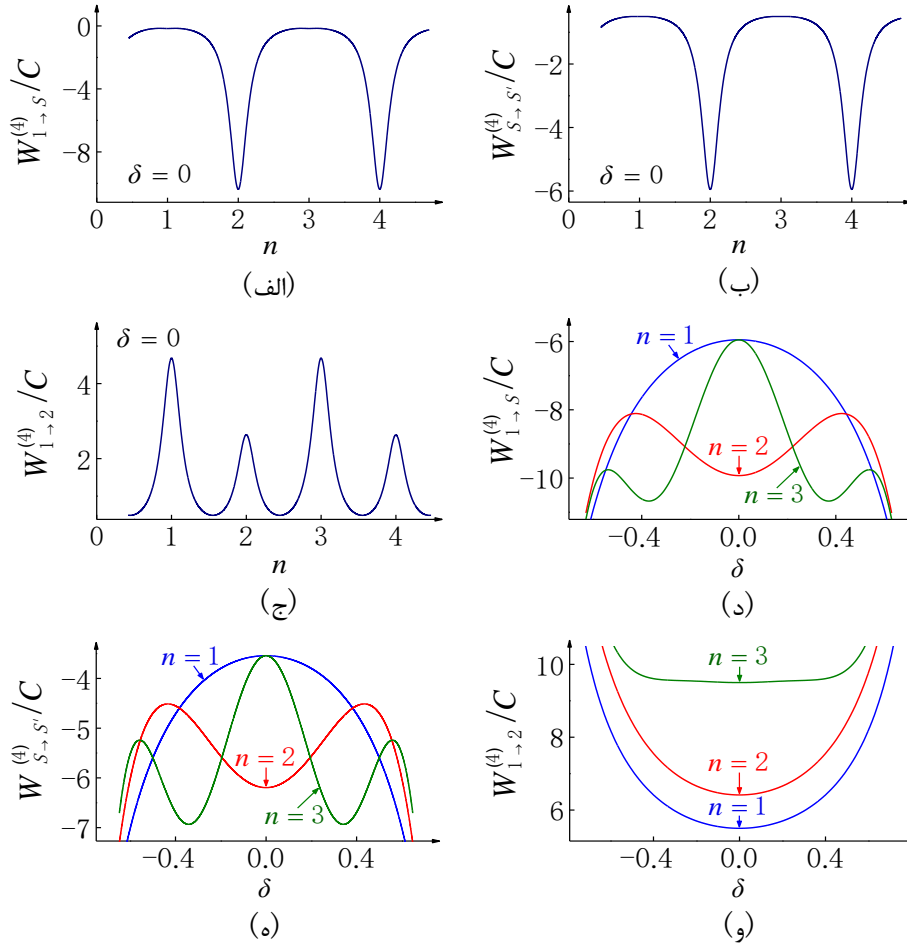 W^{(4)}_{1→S}/C
0
−4
−8
δ = 0
0 1 2 3 4
n
(الف)
W^{(4)}_{S→S'}/C
−2
−4
−6
δ = 0
0 1 2 3 4
n
(ب)
W^{(4)}_{1→2}/C
4
2
δ = 0
0 1 2 3 4
n
(ج)
W^{(4)}_{1→S}/C
−6
−8
−10
n = 1
n = 2
n = 3
−0.4 0.0 0.4
δ
(د)
W^{(4)}_{S→S'}/C
−4
−5
−6
−7
n = 1
n = 2
n = 3
−0.4 0.0 0.4
δ
(ه)
W^{(4)}_{1→2}/C
10
8
6
n = 3
n = 2
n = 1
−0.4 0.0 0.4
δ
(و)